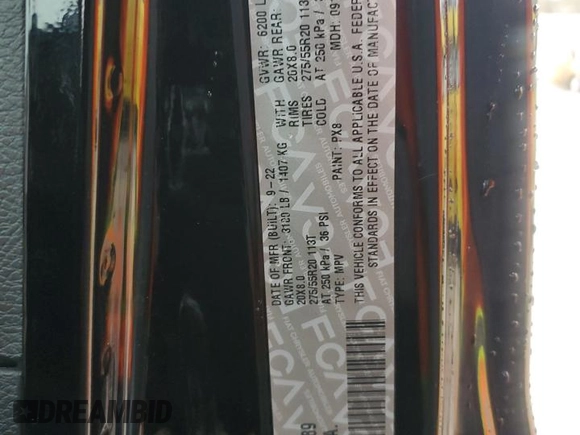 DATE OF MFR (BUILT): 9-22 GVWR: 6200 L
GAWR FRONT: 3100 LB / 1407 KG WITH GAWR REAR:
20X8.0 RIMS 20X8.0
275/55R20 113T TIRES 275/55R20 113
AT 250 kPa / 36 PSI COLD AT 250 kPa /
TYPE: MPV PAINT: PX8 MDH: 09
THIS VEHICLE CONFORMS TO ALL APPLICABLE U.S.A. FEDER
STANDARDS IN EFFECT ON THE DATE OF MANUFAC
FCA
DREAMBID